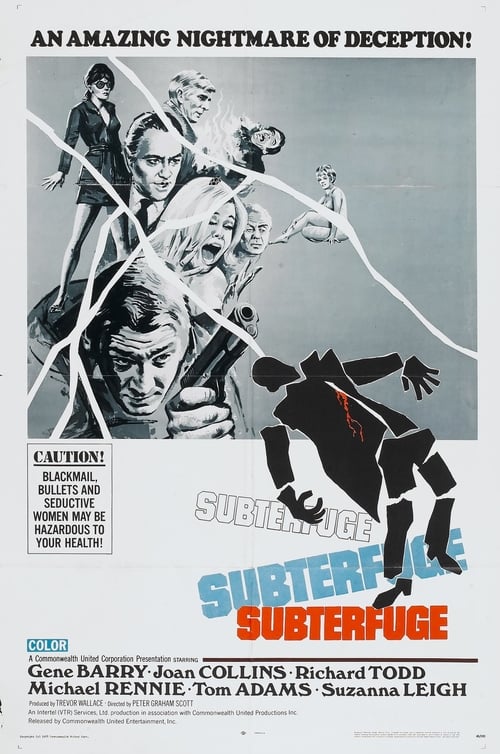 AN AMAZING NIGHTMARE OF DECEPTION!
CAUTION!
BLACKMAIL,
BULLETS AND
SEDUCTIVE
WOMEN MAY BE
HAZARDOUS TO
YOUR HEALTH!
SUBTERFUGE
SUBTERFUGE
SUBTERFUGE
COLOR
A Commonwealth United Corporation Presentation STARRING
Gene BARRY · Joan COLLINS · Richard TODD
Michael RENNIE · Tom ADAMS · Suzanna LEIGH
Produced by TREVOR WALLACE · Directed by PETER GRAHAM SCOTT
An Intertel (VTR) Services, Ltd. production in association with Commonwealth United Productions Inc.
Released by Commonwealth United Entertainment, Inc.